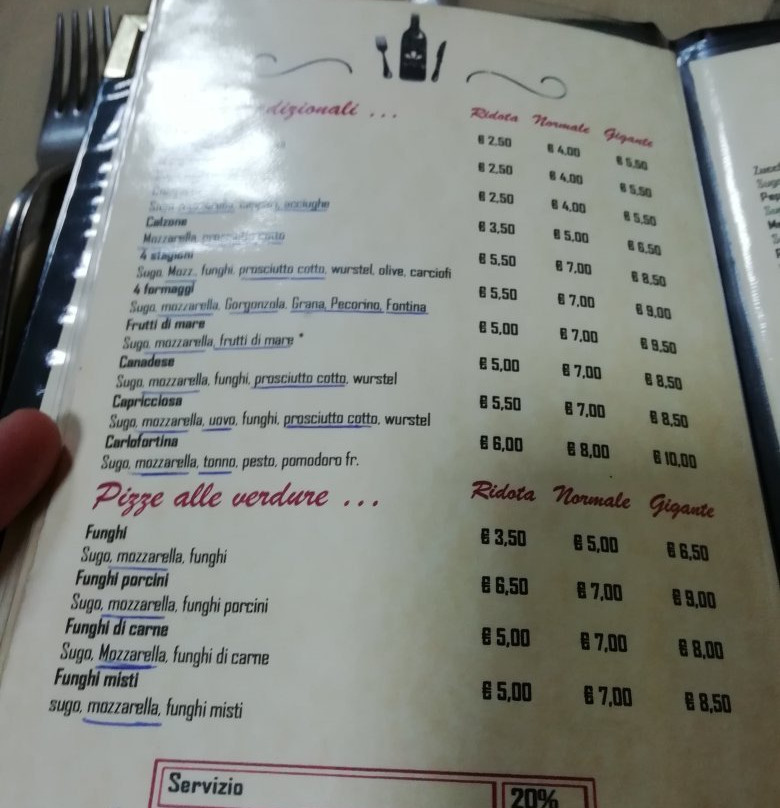 dizionali ... Ridota Normale Gigante
€ 2.50 € 4.00 € 5.50
€ 2.50 € 4.00 € 5.50
€ 2.50 € 4.00 € 5.50
acciughe
Calzone € 3,50 € 5,00 € 6.50
Mozzarella, prosciutto cotto
4 stagioni € 5,50 € 7,00 € 8,50
Sugo, Mozz., funghi, prosciutto cotto, wurstel, olive, carciofi
4 formaggi € 5,50 € 7,00 € 9,00
Sugo, mozzarella, Gorgonzola, Grana, Pecorino, Fontina
Frutti di mare € 5,00 € 7,00 € 9,50
Sugo, mozzarella, frutti di mare *
Canadese € 5,00 € 7,00 € 8,50
Sugo, mozzarella, funghi, prosciutto cotto, wurstel
Capricciosa € 5,50 € 7,00 € 8,50
Sugo, mozzarella, uovo, funghi, prosciutto cotto, wurstel
Carlofortina € 6,00 € 8,00 € 10,00
Sugo, mozzarella, tonno, pesto, pomodoro fr.
Pizze alle verdure ... Ridota Normale Gigante
Funghi € 3,50 € 5,00 € 6,50
Sugo, mozzarella, funghi
Funghi porcini € 6,50 € 7,00 € 9,00
Sugo, mozzarella, funghi porcini
Funghi di carne € 5,00 € 7,00 € 8,00
Sugo, Mozzarella, funghi di carne
Funghi misti € 5,00 € 7,00 € 8,50
sugo, mozzarella, funghi misti
Servizio 20%